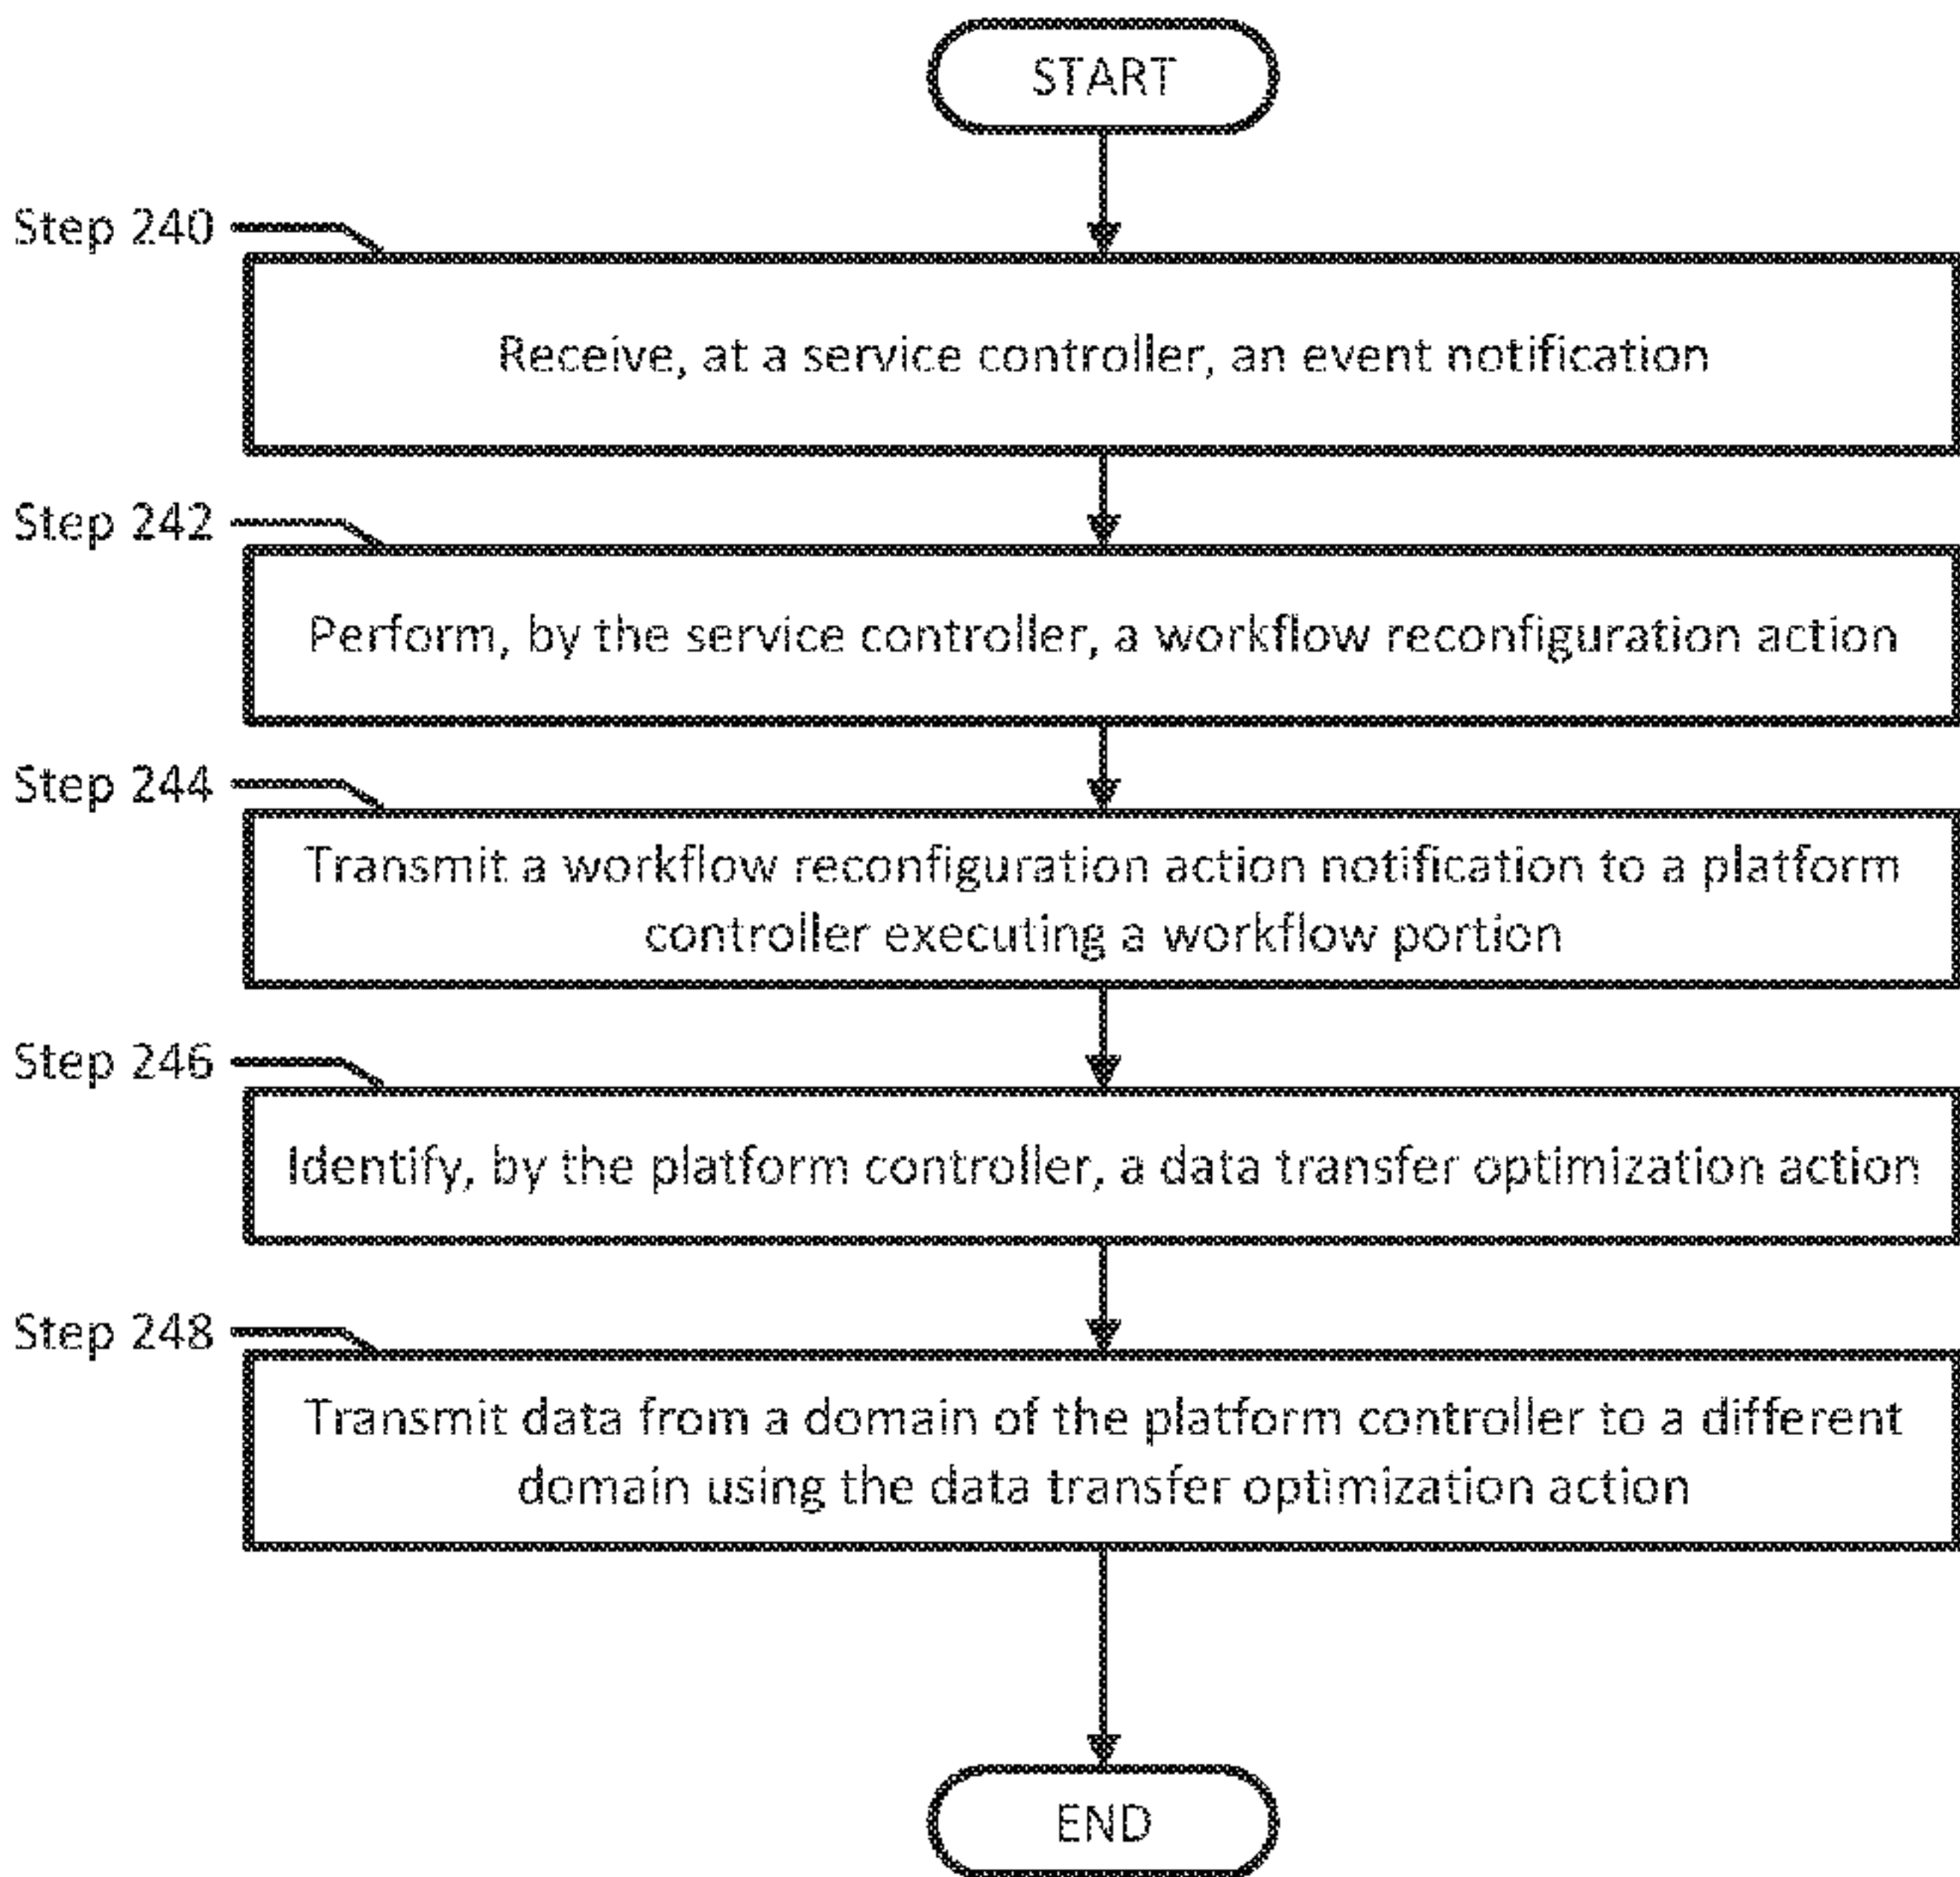 START
Step 240
Receive, at a service controller, an event notification
Step 242
Perform, by the service controller, a workflow reconfiguration action
Step 244
Transmit a workflow reconfiguration action notification to a platform
controller executing a workflow portion
Step 246
Identify, by the platform controller, a data transfer optimization action
Step 248
Transmit data from a domain of the platform controller to a different
domain using the data transfer optimization action
END